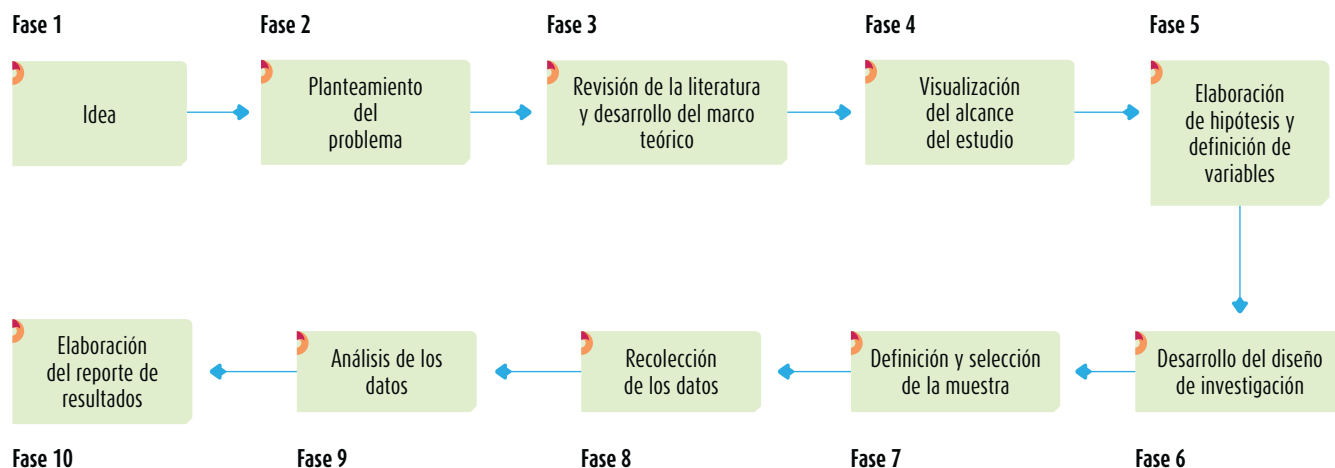 Fase 1
Idea
Fase 2
Planteamiento
del
problema
Fase 3
Revisión de la literatura
y desarrollo del marco
teórico
Fase 4
Visualización
del alcance
del estudio
Fase 5
Elaboración
de hipótesis y
definición de
variables
Desarrollo del diseño
de investigación
Fase 6
Definición y selección
de la muestra
Fase 7
Recolección
de los datos
Fase 8
Análisis de los
datos
Fase 9
Elaboración
del reporte de
resultados
Fase 10